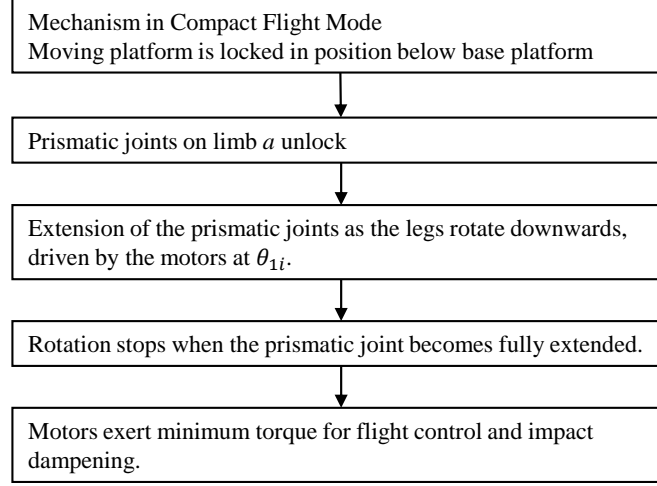 Mechanism in Compact Flight Mode
Moving platform is locked in position below base platform
Prismatic joints on limb a unlock
Extension of the prismatic joints as the legs rotate downwards,
driven by the motors at θ₁ᵢ.
Rotation stops when the prismatic joint becomes fully extended.
Motors exert minimum torque for flight control and impact
dampening.